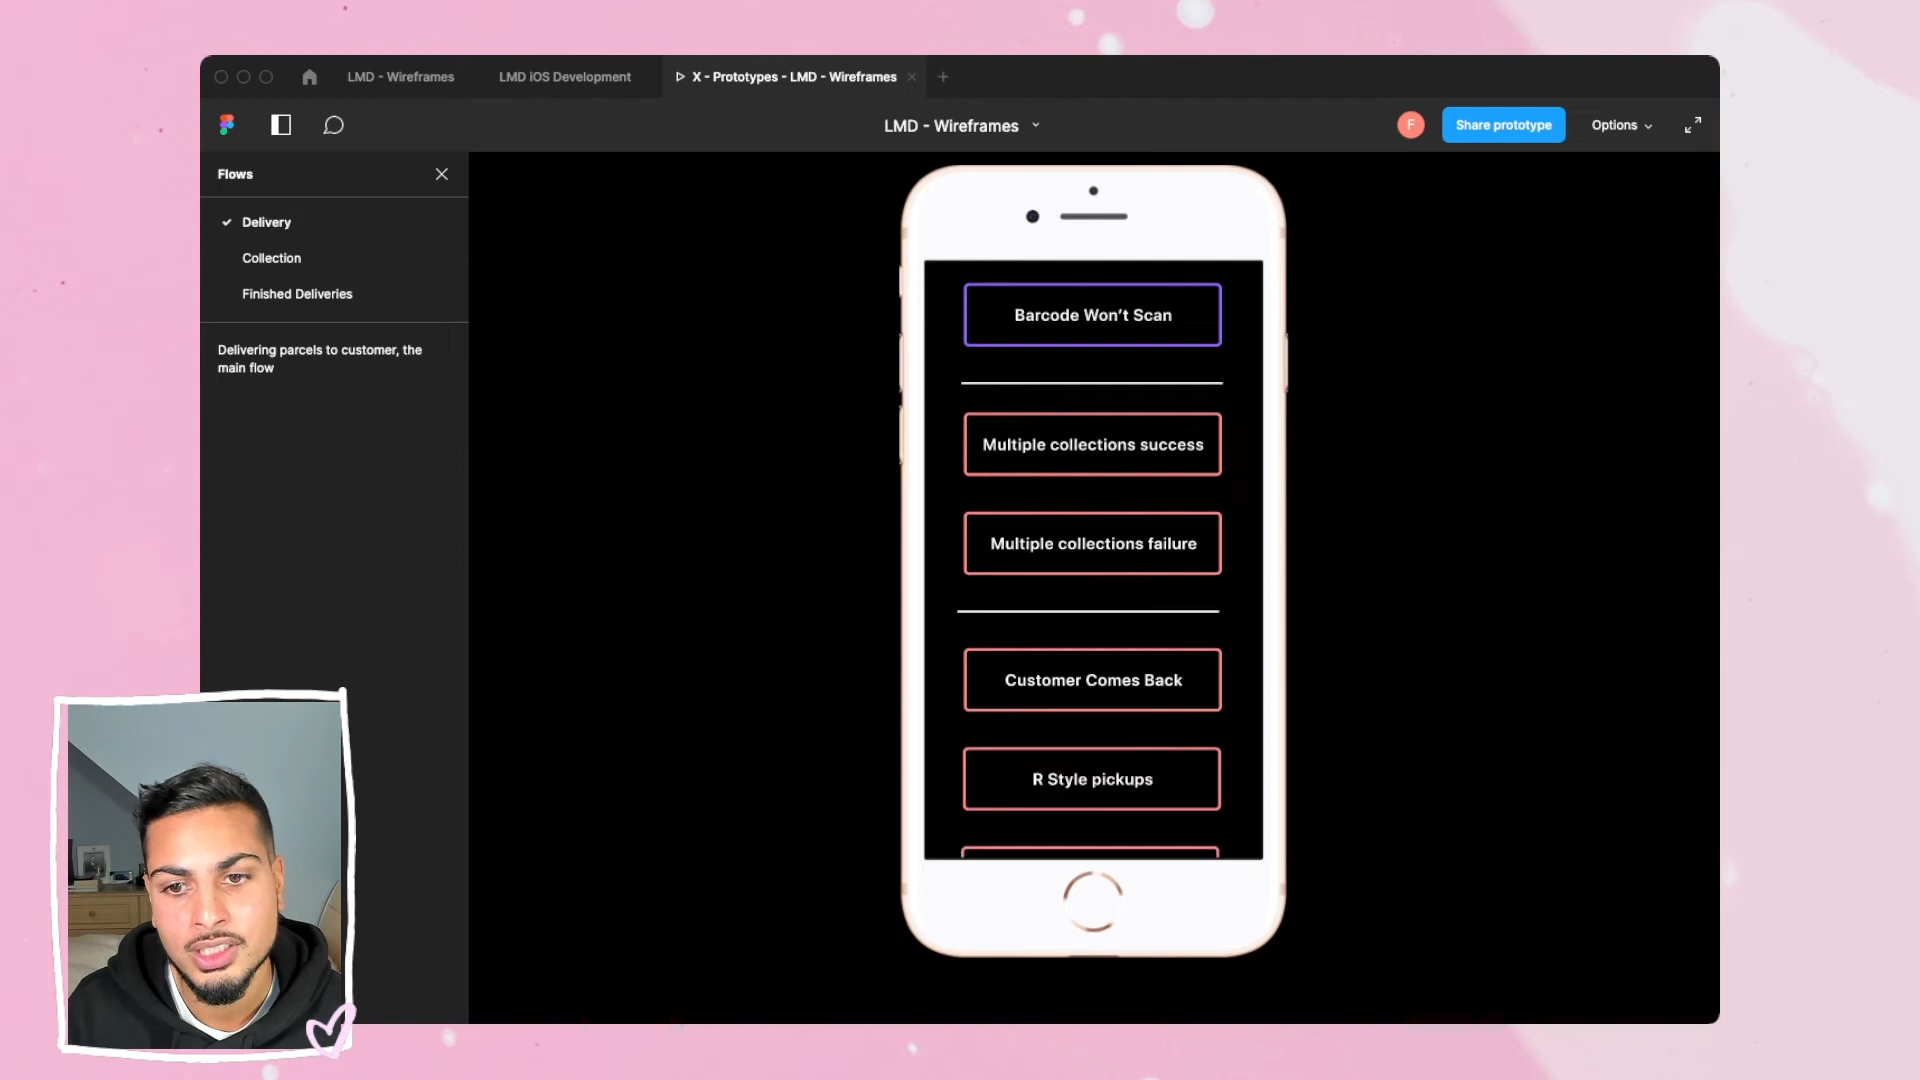 LMD - Wireframes
LMD iOS Development
X - Prototypes - LMD - Wireframes
LMD - Wireframes
F
Share prototype
Options
Flows
Delivery
Collection
Finished Deliveries
Delivering parcels to customer, the
main flow
Barcode Won’t Scan
Multiple collections success
Multiple collections failure
Customer Comes Back
R Style pickups